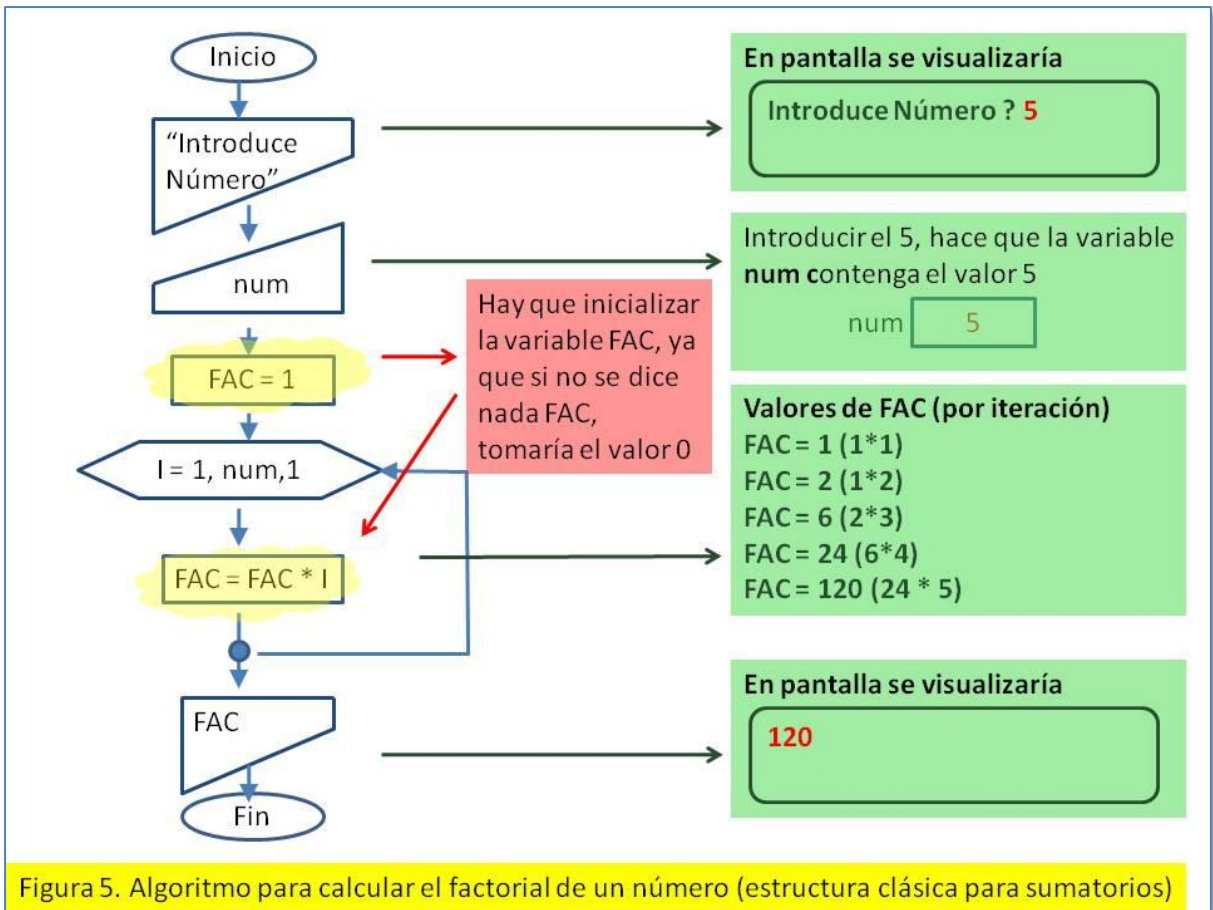 Inicio
“Introduce
Número”
num
FAC = 1
I = 1, num,1
FAC = FAC * I
FAC
Fin
Hay que inicializar
la variable FAC, ya
que si no se dice
nada FAC,
tomaría el valor 0
En pantalla se visualizaría
Introduce Número ? 5
Introducir el 5, hace que la variable
num contenga el valor 5
num 5
Valores de FAC (por iteración)
FAC = 1 (1*1)
FAC = 2 (1*2)
FAC = 6 (2*3)
FAC = 24 (6*4)
FAC = 120 (24 * 5)
En pantalla se visualizaría
120
Figura 5. Algoritmo para calcular el factorial de un número (estructura clásica para sumatorios)